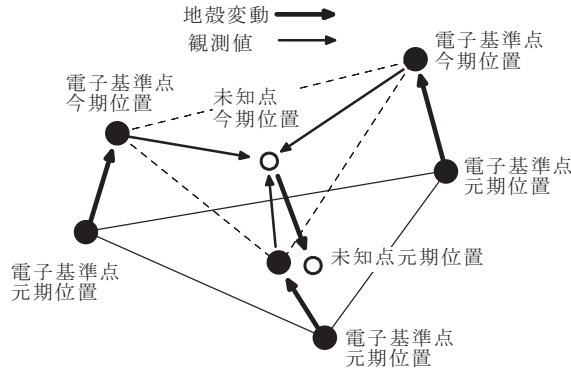 地殻変動
観測値
電子基準点
今期位置
電子基準点
今期位置
未知点
今期位置
電子基準点
元期位置
未知点元期位置
電子基準点
元期位置
電子基準点
元期位置